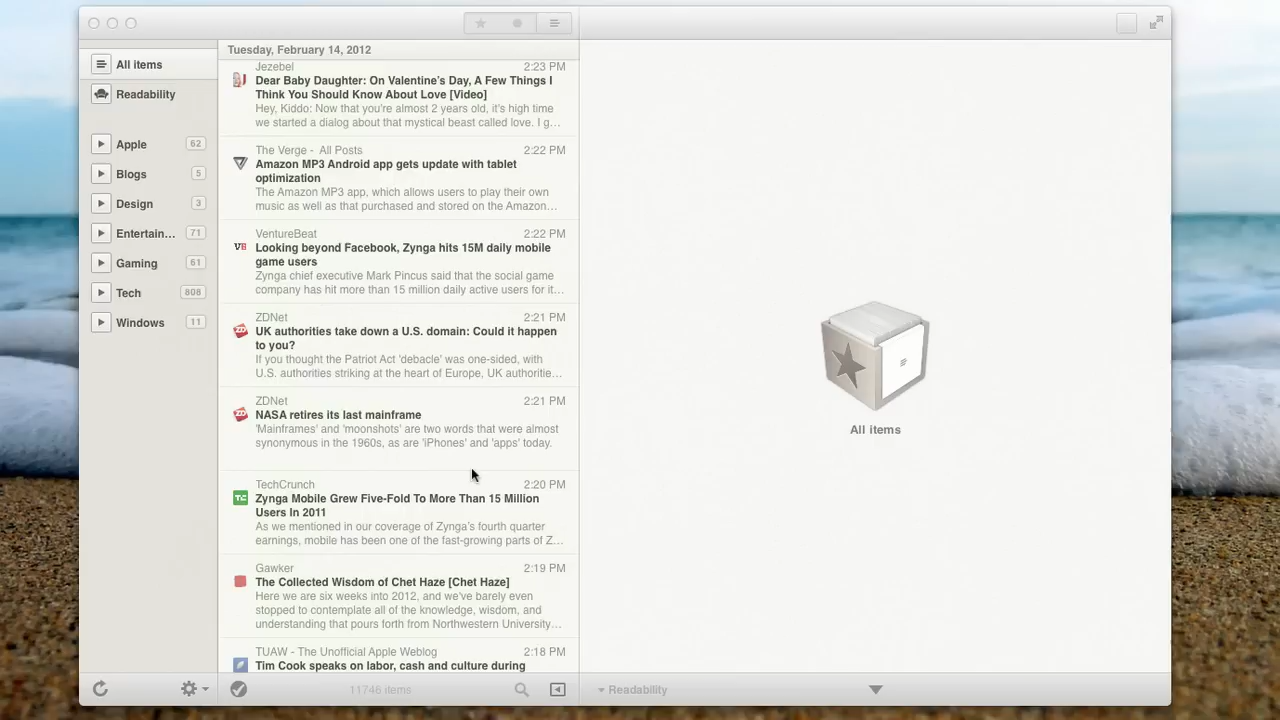 Tuesday, February 14, 2012
All items
Readability
Apple 62
Blogs 5
Design 3
Entertain... 71
Gaming 61
Tech 808
Windows 11
Jezebel 2:23 PM
Dear Baby Daughter: On Valentine's Day, A Few Things I
Think You Should Know About Love [Video]
Hey, Kiddo: Now that you're almost 2 years old, it's high time
we started a dialog about that mystical beast called love. I g...
The Verge - All Posts 2:22 PM
Amazon MP3 Android app gets update with tablet
optimization
The Amazon MP3 app, which allows users to play their own
music as well as that purchased and stored on the Amazon...
VB
VentureBeat 2:22 PM
Looking beyond Facebook, Zynga hits 15M daily mobile
game users
Zynga chief executive Mark Pincus said that the social game
company has hit more than 15 million daily active users for it...
ZD
ZDNet 2:21 PM
UK authorities take down a U.S. domain: Could it happen
to you?
If you thought the Patriot Act 'debacle' was one-sided, with
U.S. authorities striking at the heart of Europe, UK authoritie...
ZD
ZDNet 2:21 PM
NASA retires its last mainframe
'Mainframes' and 'moonshots' are two words that were almost
synonymous in the 1960s, as are 'iPhones' and 'apps' today.
TC
TechCrunch 2:20 PM
Zynga Mobile Grew Five-Fold To More Than 15 Million
Users In 2011
As we mentioned in our coverage of Zynga's fourth quarter
earnings, mobile has been one of the fast-growing parts of Z...
Gawker 2:19 PM
The Collected Wisdom of Chet Haze [Chet Haze]
Here we are six weeks into 2012, and we've barely even
stopped to contemplate all of the knowledge, wisdom, and
understanding that pours forth from Northwestern University...
TUAW - The Unofficial Apple Weblog 2:18 PM
Tim Cook speaks on labor, cash and culture during
11746 items
All items
Readability